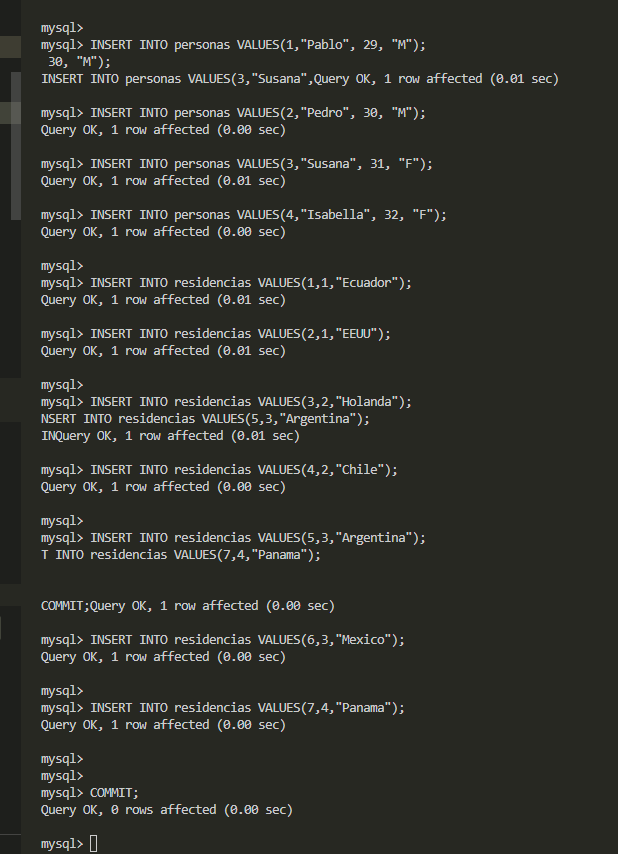 mysql>
mysql> INSERT INTO personas VALUES(1,"Pablo", 29, "M");
 30, "M");
INSERT INTO personas VALUES(3,"Susana",Query OK, 1 row affected (0.01 sec)
mysql> INSERT INTO personas VALUES(2,"Pedro", 30, "M");
Query OK, 1 row affected (0.00 sec)
mysql> INSERT INTO personas VALUES(3,"Susana", 31, "F");
Query OK, 1 row affected (0.01 sec)
mysql> INSERT INTO personas VALUES(4,"Isabella", 32, "F");
Query OK, 1 row affected (0.00 sec)
mysql>
mysql> INSERT INTO residencias VALUES(1,1,"Ecuador");
Query OK, 1 row affected (0.01 sec)
mysql> INSERT INTO residencias VALUES(2,1,"EEUU");
Query OK, 1 row affected (0.01 sec)
mysql>
mysql> INSERT INTO residencias VALUES(3,2,"Holanda");
NSERT INTO residencias VALUES(5,3,"Argentina");
INQuery OK, 1 row affected (0.01 sec)
mysql> INSERT INTO residencias VALUES(4,2,"Chile");
Query OK, 1 row affected (0.00 sec)
mysql>
mysql> INSERT INTO residencias VALUES(5,3,"Argentina");
T INTO residencias VALUES(7,4,"Panama");
COMMIT;Query OK, 1 row affected (0.00 sec)
mysql> INSERT INTO residencias VALUES(6,3,"Mexico");
Query OK, 1 row affected (0.00 sec)
mysql>
mysql> INSERT INTO residencias VALUES(7,4,"Panama");
Query OK, 1 row affected (0.00 sec)
mysql>
mysql>
mysql> COMMIT;
Query OK, 0 rows affected (0.00 sec)
mysql>